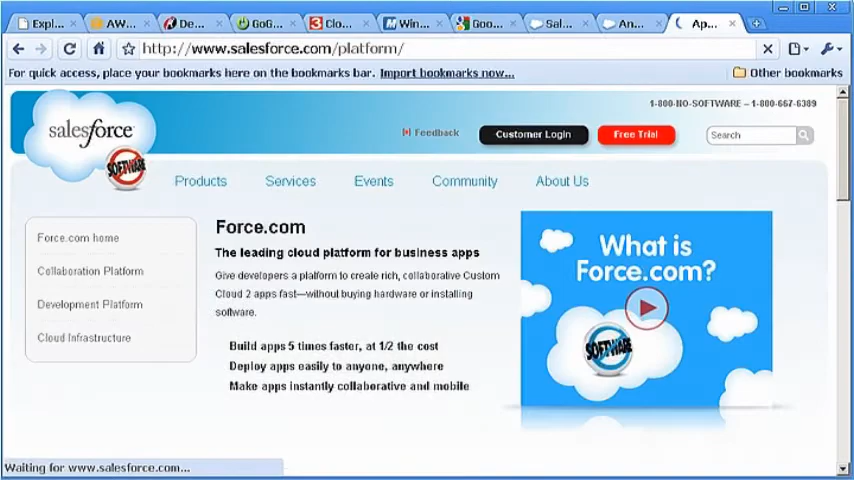 Expl... AW... De... GoG... Clo... Win... Goo... Sal... An... Ap...
http://www.salesforce.com/platform/
For quick access, place your bookmarks here on the bookmarks bar. Import bookmarks now... Other bookmarks
1-800-NO-SOFTWARE – 1-800-667-6389
salesforce
SOFTWARE
Feedback Customer Login Free Trial Search
Products Services Events Community About Us
Force.com home
Collaboration Platform
Development Platform
Cloud Infrastructure
Force.com
The leading cloud platform for business apps
Give developers a platform to create rich, collaborative Custom
Cloud 2 apps fast—without buying hardware or installing
software.
Build apps 5 times faster, at 1/2 the cost
Deploy apps easily to anyone, anywhere
Make apps instantly collaborative and mobile
What is
Force.com?
SOFTWARE
Waiting for www.salesforce.com...